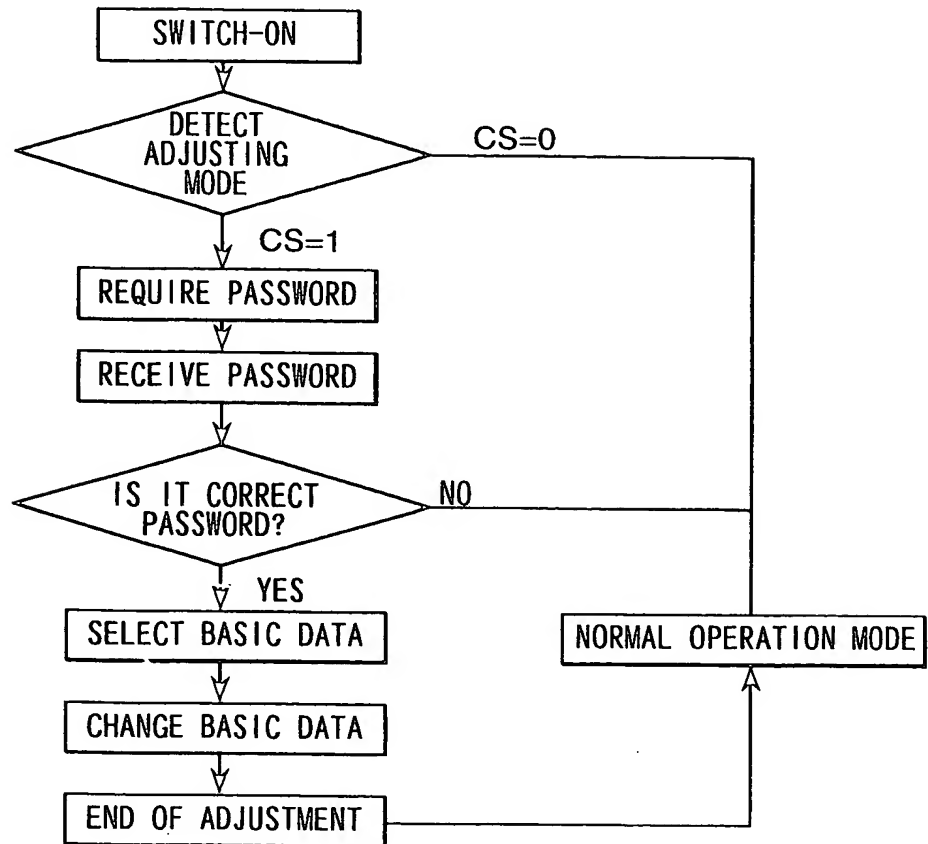 SWITCH-ON
DETECT
ADJUSTING
MODE
CS=0
CS=1
REQUIRE PASSWORD
RECEIVE PASSWORD
IS IT CORRECT
PASSWORD?
NO
YES
SELECT BASIC DATA
NORMAL OPERATION MODE
CHANGE BASIC DATA
END OF ADJUSTMENT